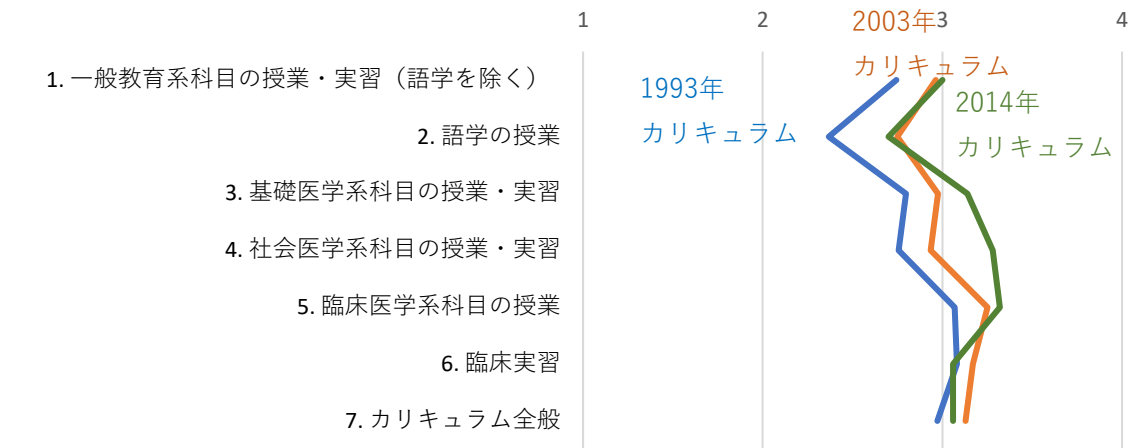 1
2
2003年
3
4
カリキュラム
1. 一般教育系科目の授業・実習（語学を除く）
1993年
2014年
カリキュラム
2. 語学の授業
カリキュラム
3. 基礎医学系科目の授業・実習
4. 社会医学系科目の授業・実習
5. 臨床医学系科目の授業
6. 臨床実習
7. カリキュラム全般